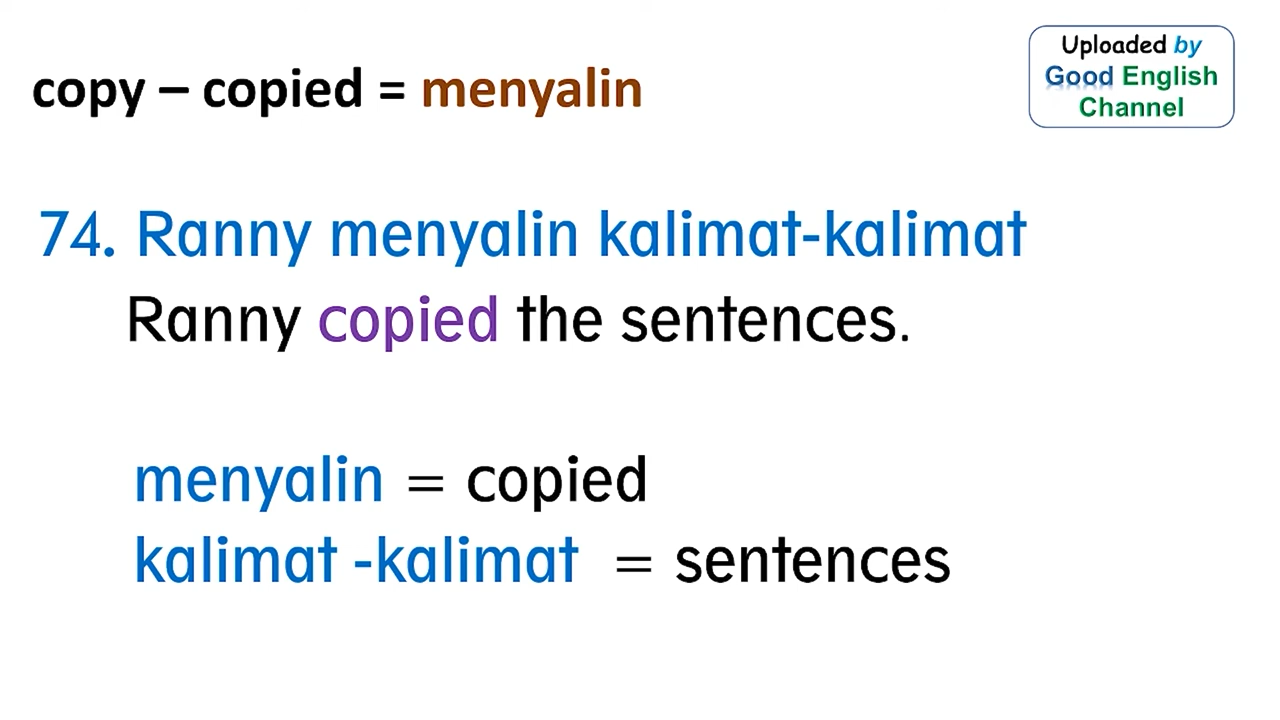 copy – copied = menyalin
Uploaded by
Good English
Channel
74. Ranny menyalin kalimat-kalimat
Ranny copied the sentences.
menyalin = copied
kalimat -kalimat = sentences